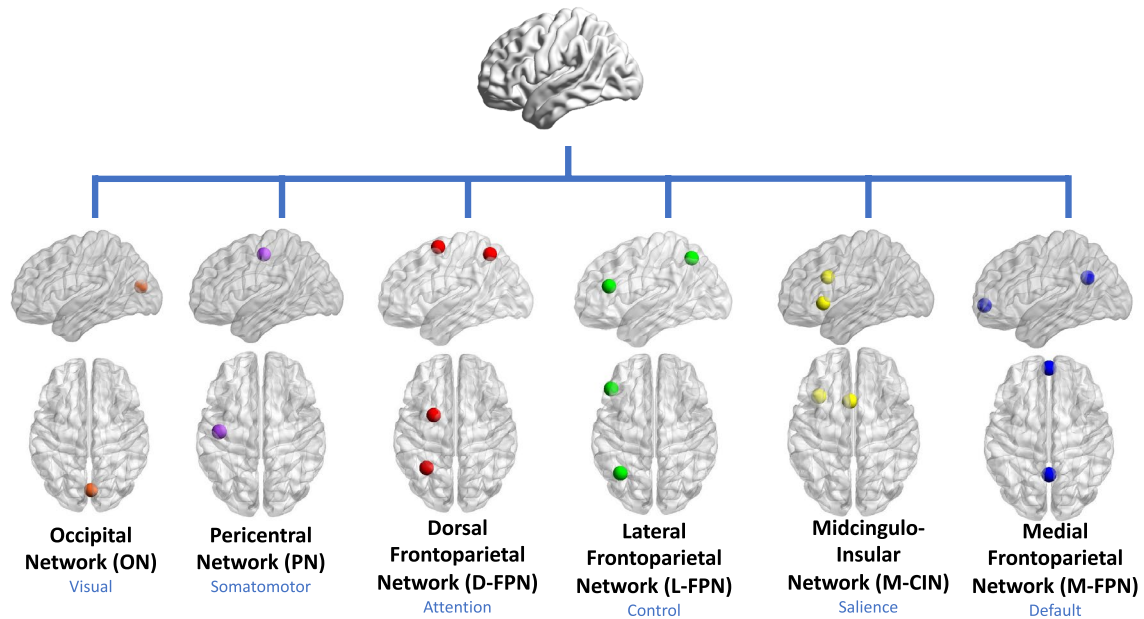 Occipital
Network (ON)
Visual
Pericentral
Network (PN)
Somatomotor
Dorsal
Frontoparietal
Network (D-FPN)
Attention
Lateral
Frontoparietal
Network (L-FPN)
Control
Midcingulo-
Insular
Network (M-CIN)
Salience
Medial
Frontoparietal
Network (M-FPN)
Default